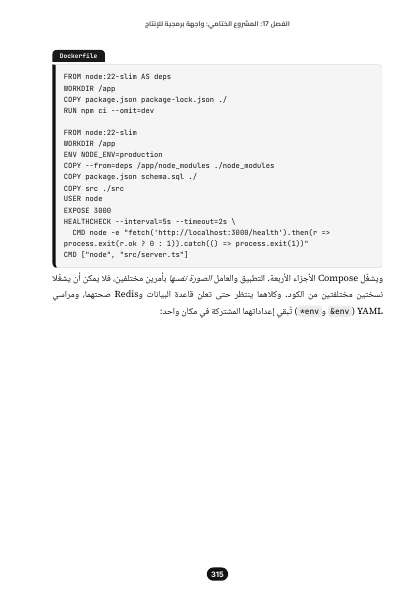 الفصل 17: المشروع الختامي: واجهة برمجية للإنتاج
Dockerfile
FROM node:22-slim AS deps
WORKDIR /app
COPY package.json package-lock.json ./
RUN npm ci --omit=dev
FROM node:22-slim
WORKDIR /app
ENV NODE_ENV=production
COPY --from=deps /app/node_modules ./node_modules
COPY package.json schema.sql ./
COPY src ./src
USER node
EXPOSE 3000
HEALTHCHECK --interval=5s --timeout=2s \
CMD node -e "fetch('http://localhost:3000/health').then(r =>
process.exit(r.ok ? 0 : 1)).catch(() => process.exit(1))"
CMD ["node", "src/server.ts"]
ويشغّل Compose الأجزاء الأربعة. التطبيق والعامل الصورة نفسها بأمرين مختلفين، فلا يمكن أن يشغّلا
نسختين مختلفتين من الكود. وكلاهما ينتظر حتى تعلن قاعدة البيانات وRedis صحتهما، ومراسي
YAML (&env و *env) تُبقي إعداداتهما المشتركة في مكان واحد:
315